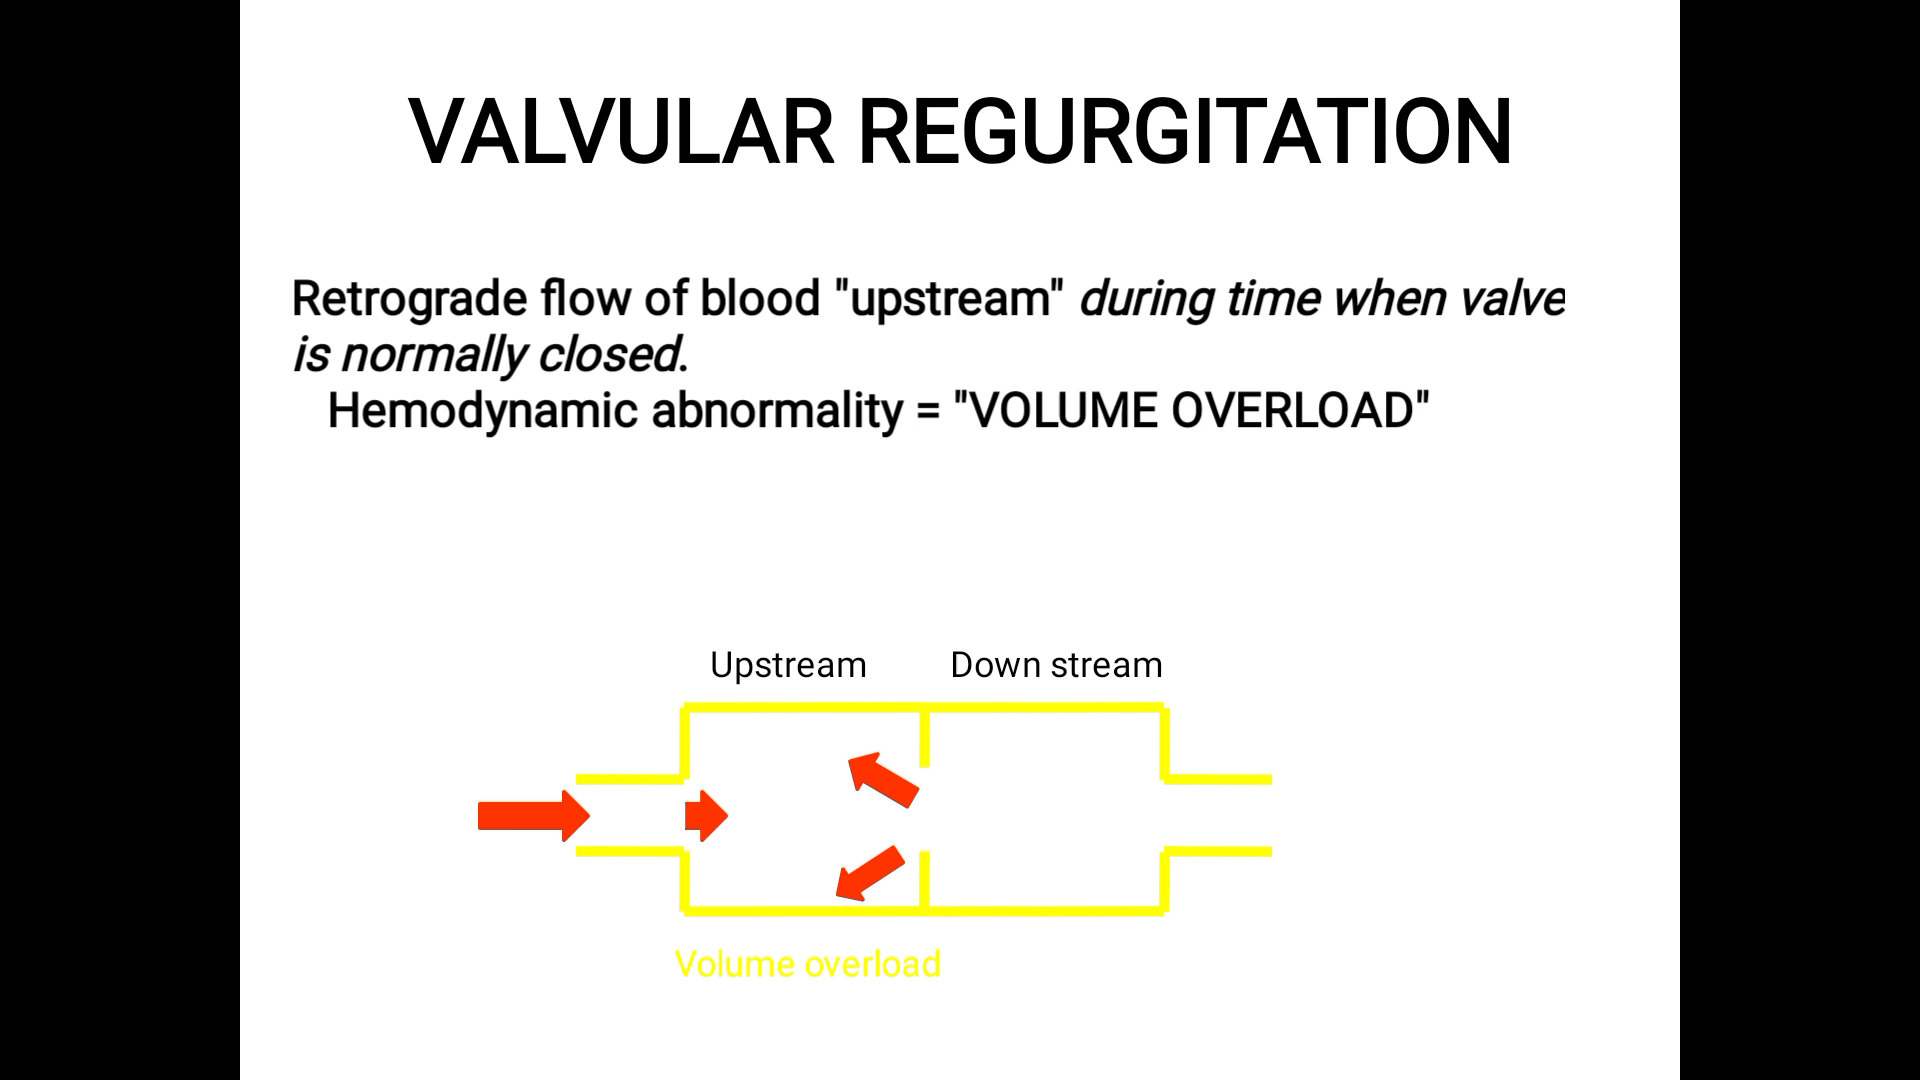 VALVULAR REGURGITATION
Retrograde flow of blood "upstream" during time when valve
is normally closed.
Hemodynamic abnormality = "VOLUME OVERLOAD"
Upstream
Down stream
Volume overload